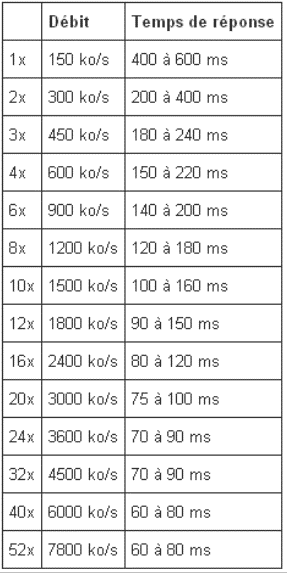 Débit Temps de réponse
1x 150 ko/s 400 à 600 ms
2x 300 ko/s 200 à 400 ms
3x 450 ko/s 180 à 240 ms
4x 600 ko/s 150 à 220 ms
6x 900 ko/s 140 à 200 ms
8x 1200 ko/s 120 à 180 ms
10x 1500 ko/s 100 à 160 ms
12x 1800 ko/s 90 à 150 ms
16x 2400 ko/s 80 à 120 ms
20x 3000 ko/s 75 à 100 ms
24x 3600 ko/s 70 à 90 ms
32x 4500 ko/s 70 à 90 ms
40x 6000 ko/s 60 à 80 ms
52x 7800 ko/s 60 à 80 ms